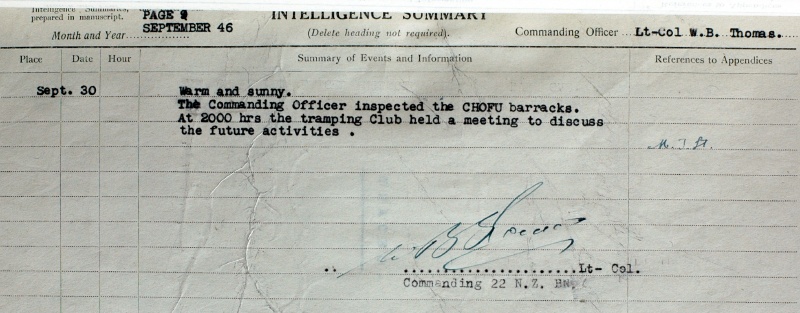 Intelligence Summaries, PAGE 9 INTELLIGENCE SUMMARY
prepared in manuscript. SEPTEMBER 46
Month and Year (Delete heading not required). Commanding Officer Lt-Col W.B. Thomas.
Place Date Hour Summary of Events and Information References to Appendices
Sept. 30 Warm and sunny.
The Commanding Officer inspected the CHOFU barracks.
At 2000 hrs the tramping Club held a meeting to discuss
the future activities .
.. ........................Lt- Col.
Commanding 22 N.Z. BN.